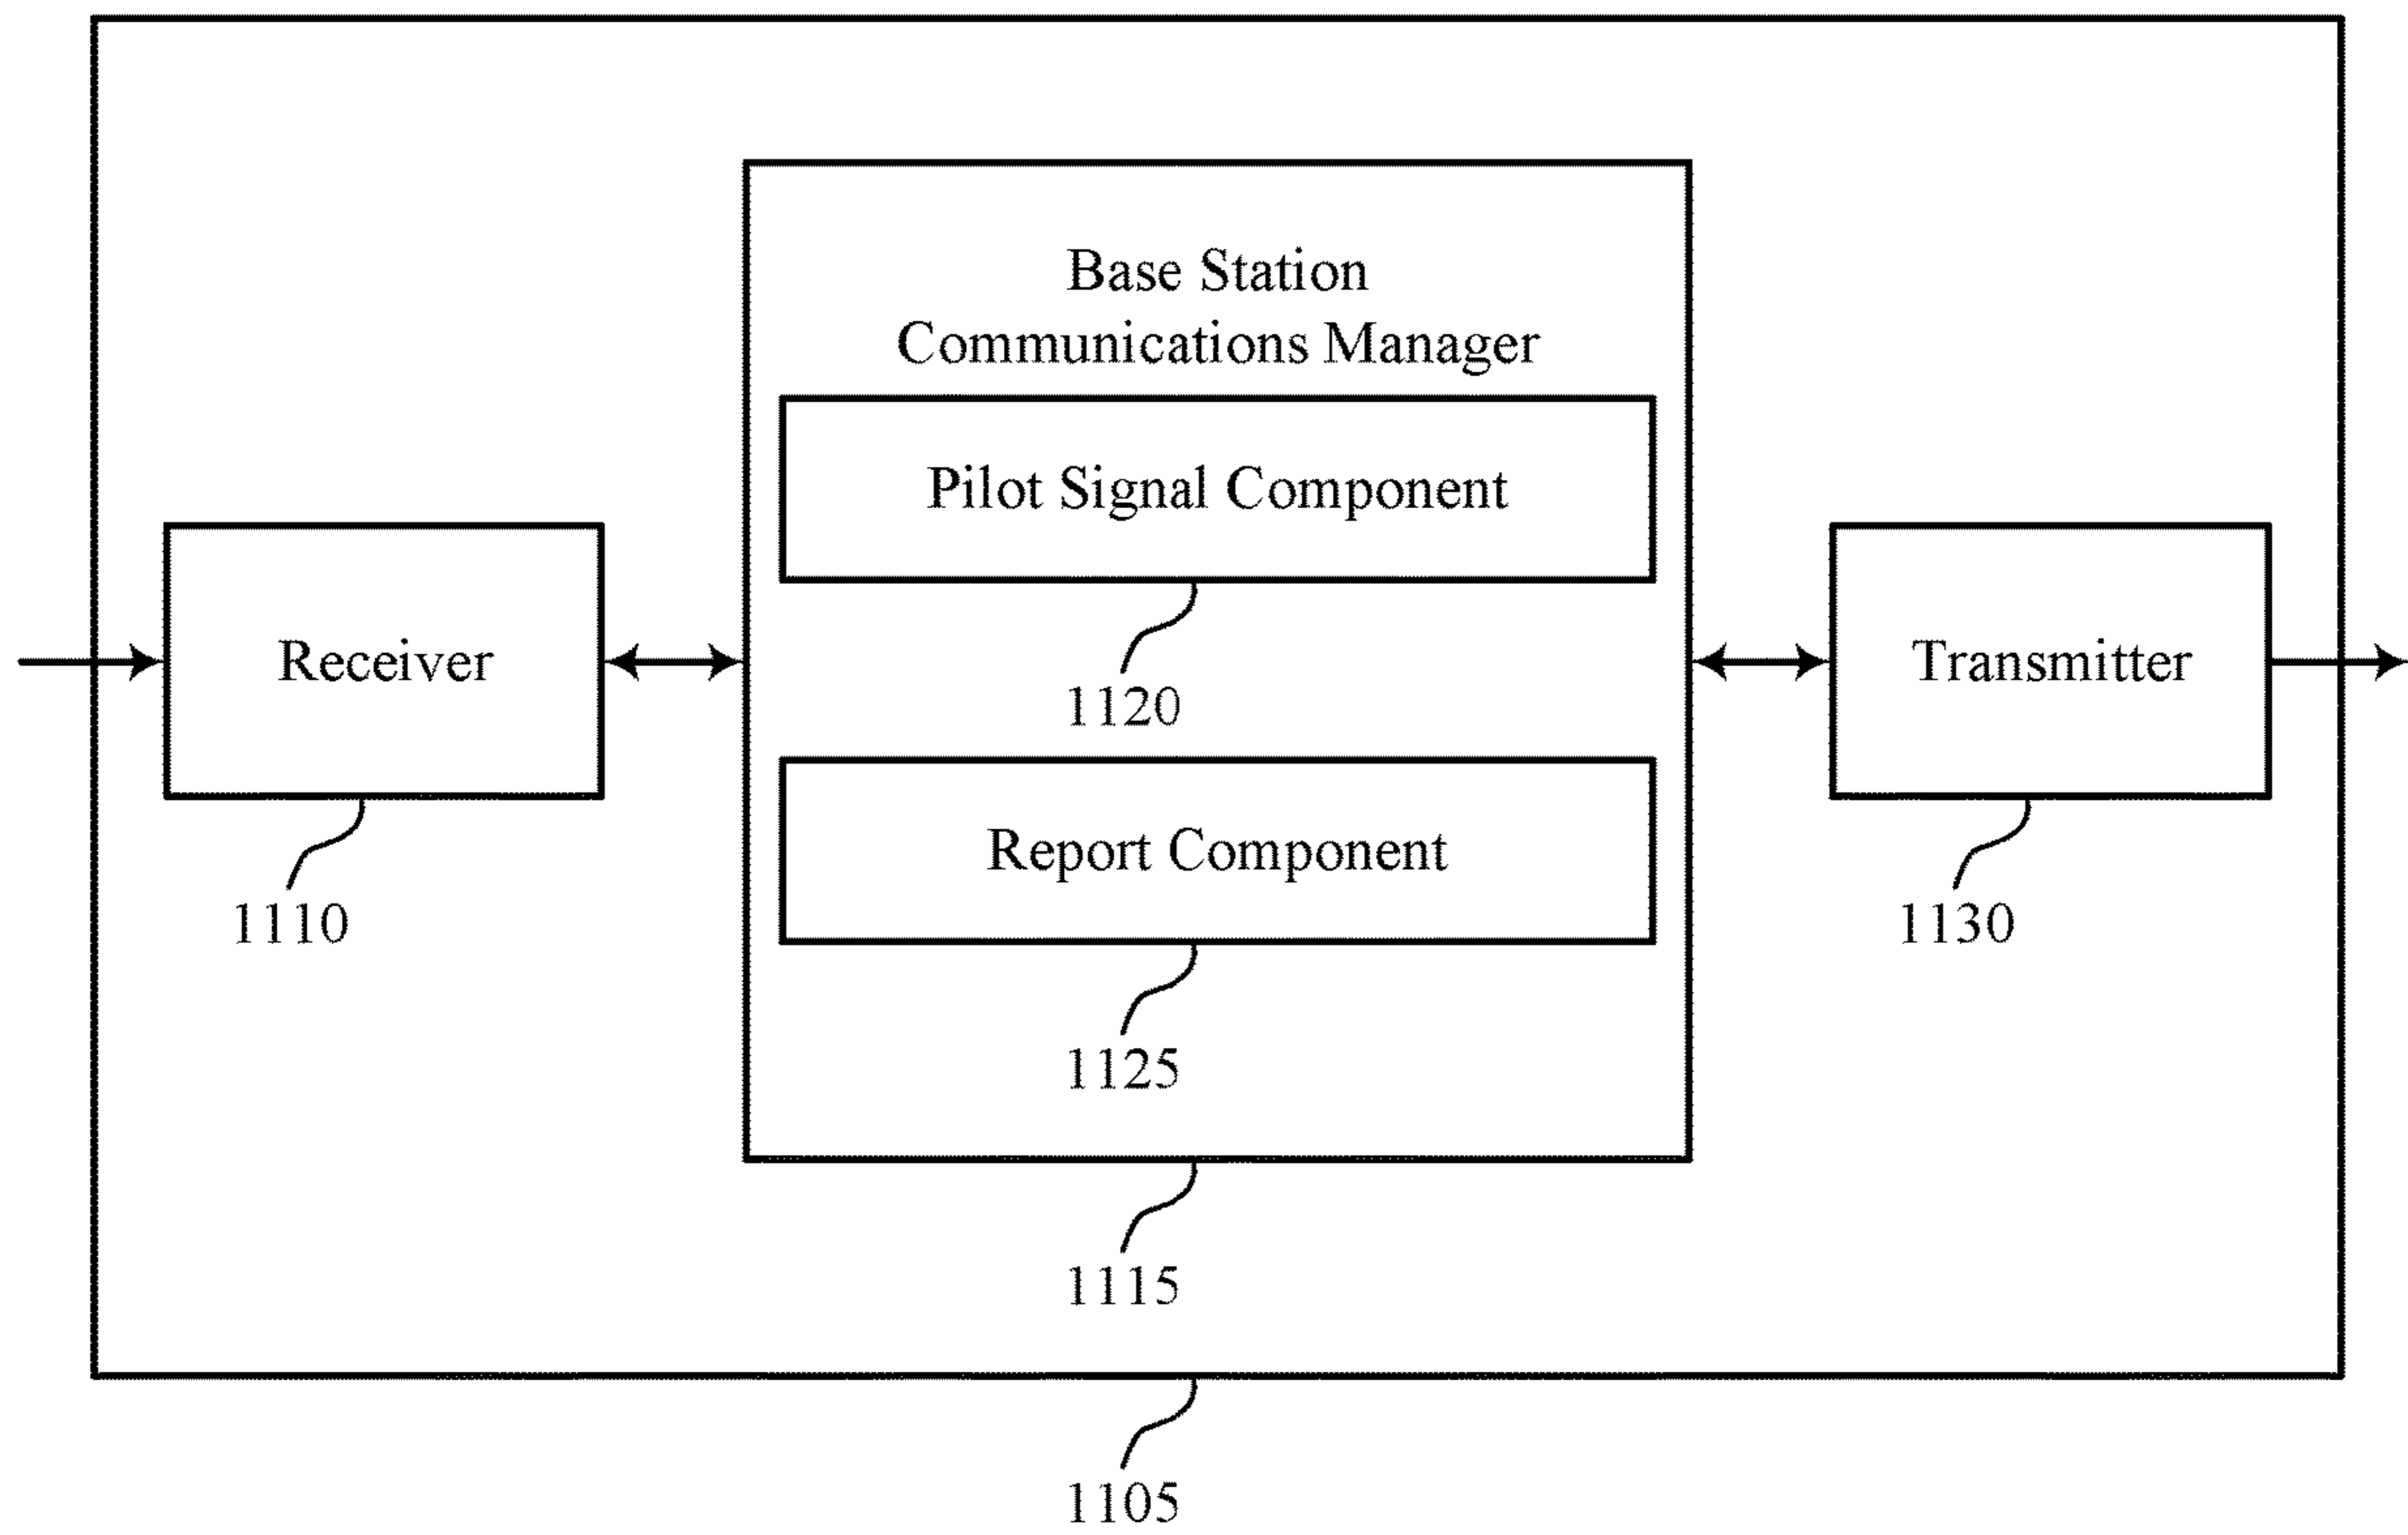 Base Station
Communications Manager
Pilot Signal Component
Receiver
Transmitter
1120
Report Component
1110
1130
1125
1115
1105